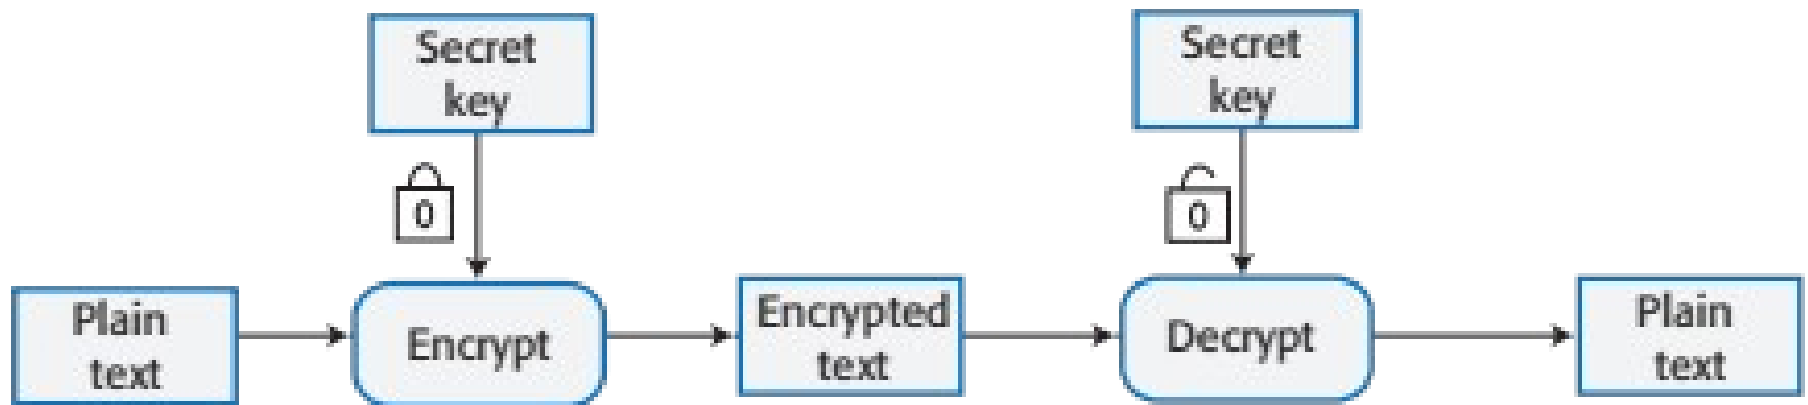 Secret
key
Secret
key
0
0
Plain
text
Encrypt
Encrypted
text
Decrypt
Plain
text